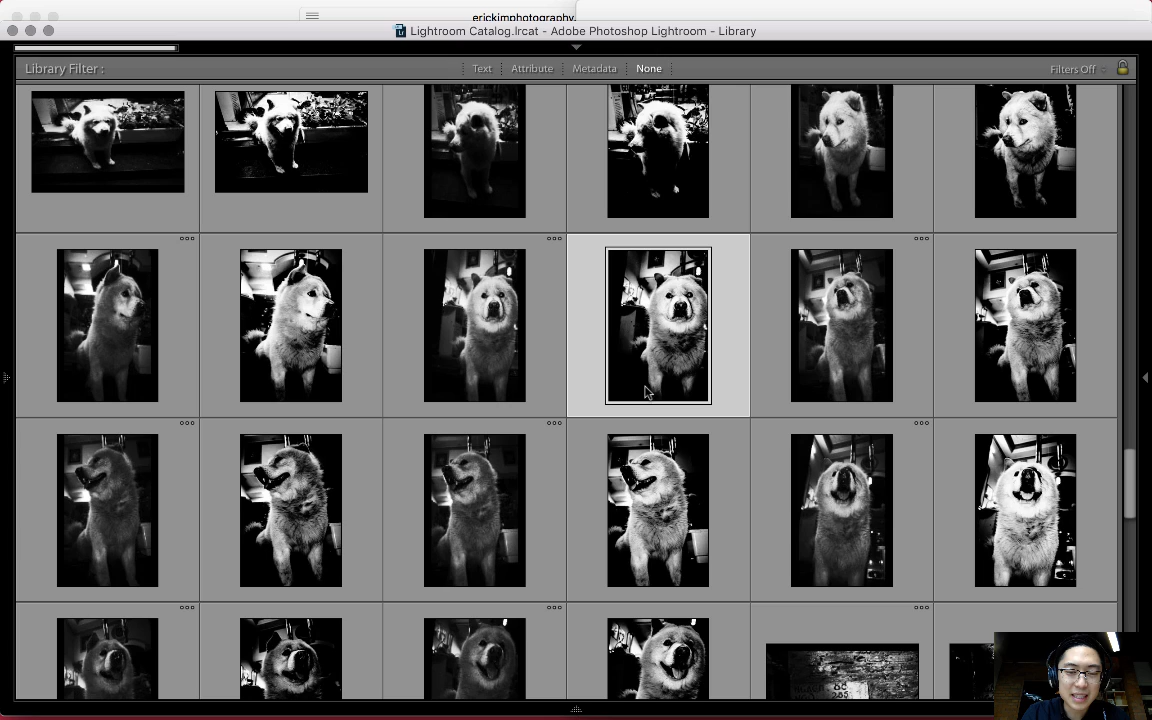 erickimphotography.
Lightroom Catalog.lrcat - Adobe Photoshop Lightroom - Library
Library Filter : Text Attribute Metadata None Filters Off